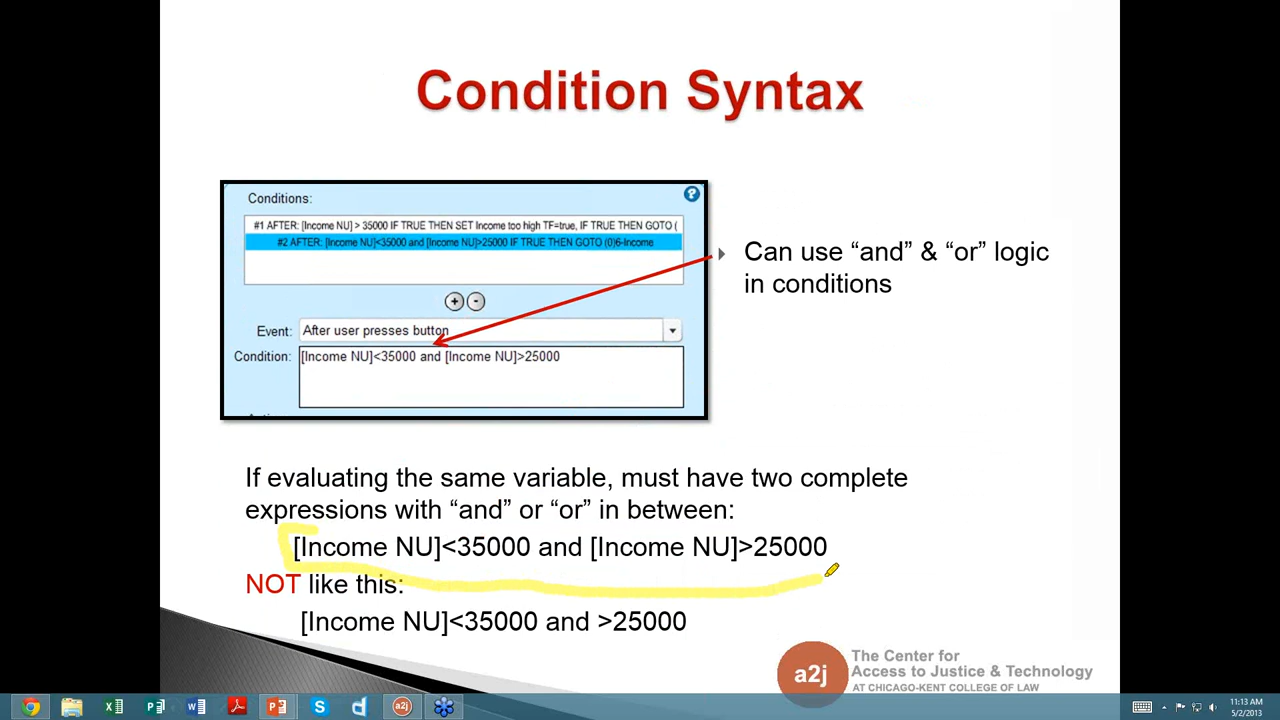 Condition Syntax
Conditions:
?
#1 AFTER: [Income NU] > 35000 IF TRUE THEN SET Income too high TF=true, IF TRUE THEN GOTO (
#2 AFTER: [Income NU]<35000 and [Income NU]>25000 IF TRUE THEN GOTO (0)6-Income
+ -
Event: After user presses button
Condition: [Income NU]<35000 and [Income NU]>25000
Can use “and” & “or” logic
in conditions
If evaluating the same variable, must have two complete
expressions with “and” or “or” in between:
[Income NU]<35000 and [Income NU]>25000
NOT like this:
[Income NU]<35000 and >25000
a2j
The Center for
Access to Justice & Technology
AT CHICAGO-KENT COLLEGE OF LAW
11:13 AM
5/2/2013